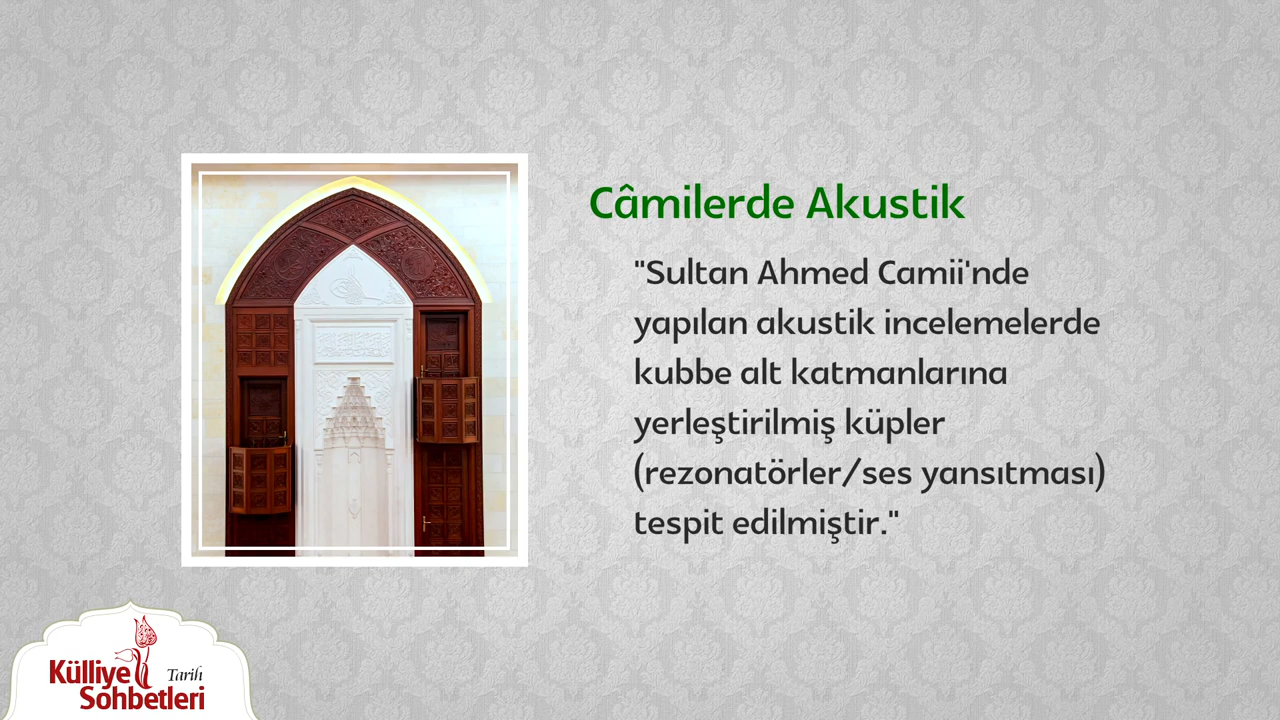 Câmilerde Akustik
"Sultan Ahmed Camii'nde
yapılan akustik incelemelerde
kubbe alt katmanlarına
yerleştirilmiş küpler
(rezonatörler/ses yansıtması)
tespit edilmiştir."
Külliye Tarih
Sohbetleri